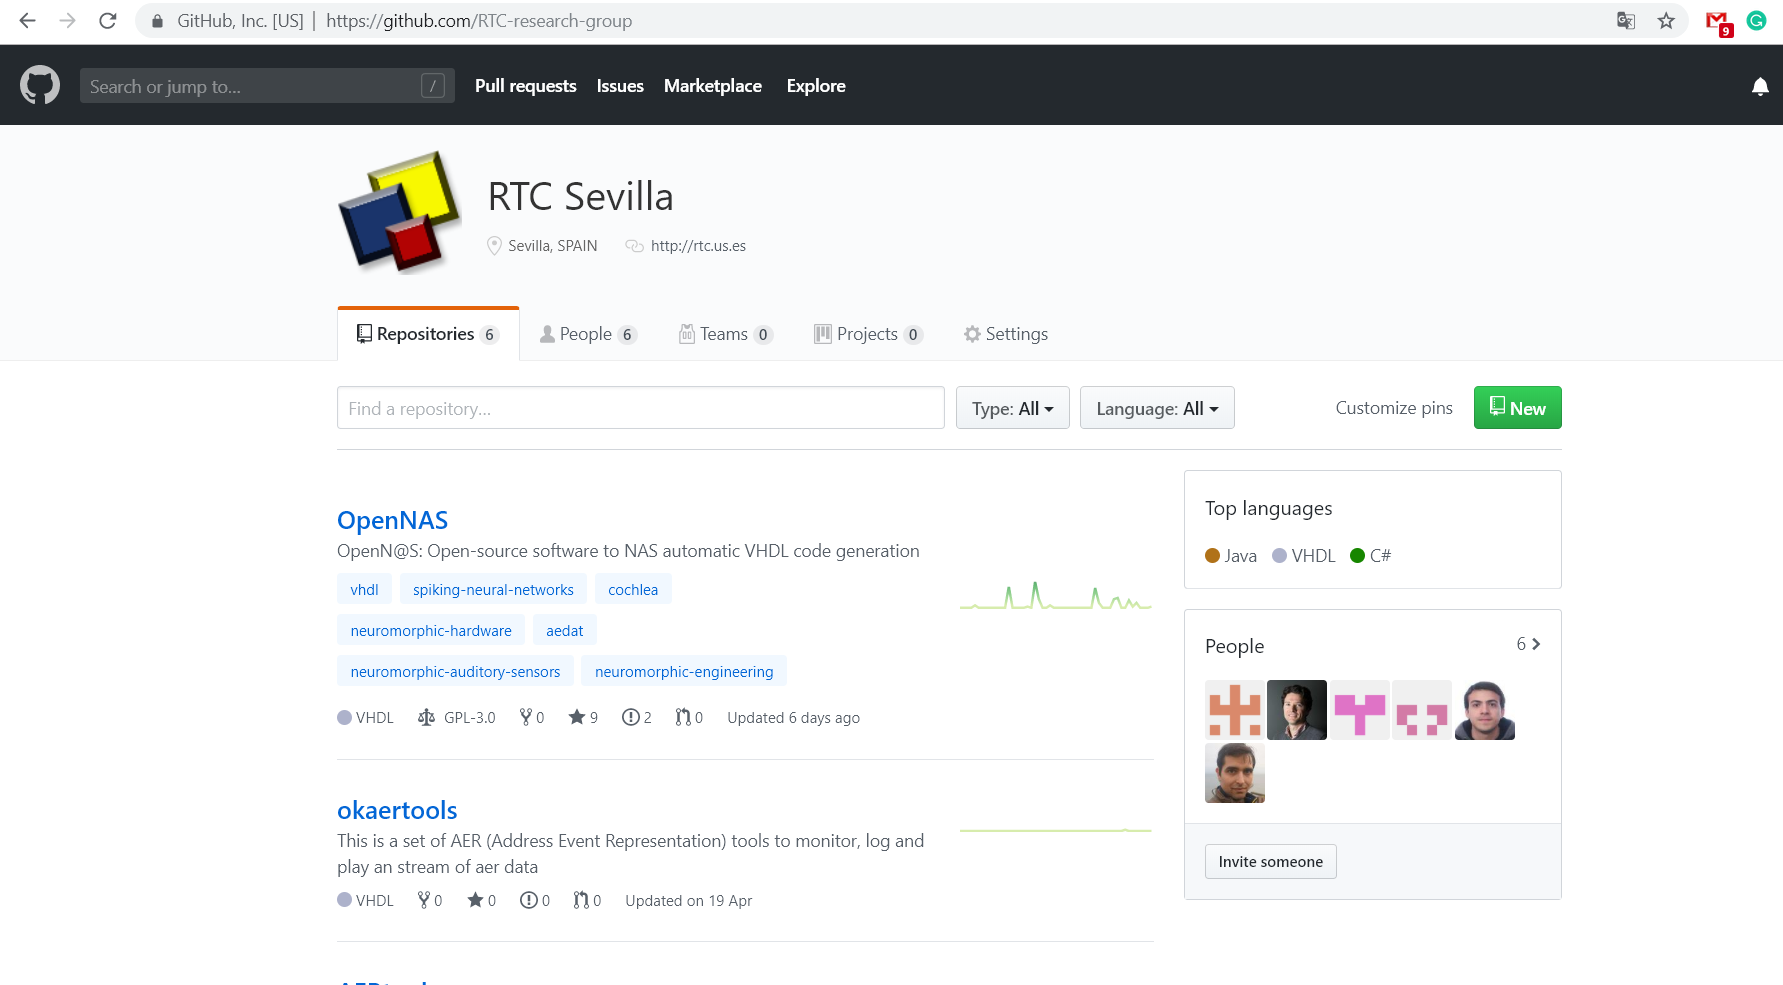 GitHub, Inc. [US] | https://github.com/RTC-research-group
9
Search or jump to... /
Pull requests Issues Marketplace Explore
RTC Sevilla
Sevilla, SPAIN http://rtc.us.es
Repositories 6 People 6 Teams 0 Projects 0 Settings
Find a repository... Type: All Language: All Customize pins New
OpenNAS
OpenN@S: Open-source software to NAS automatic VHDL code generation
vhdl spiking-neural-networks cochlea
neuromorphic-hardware aedat
neuromorphic-auditory-sensors neuromorphic-engineering
VHDL GPL-3.0 0 9 2 0 Updated 6 days ago
okaertools
This is a set of AER (Address Event Representation) tools to monitor, log and
play an stream of aer data
VHDL 0 0 0 0 Updated on 19 Apr
Top languages
Java VHDL C#
People 6
Invite someone